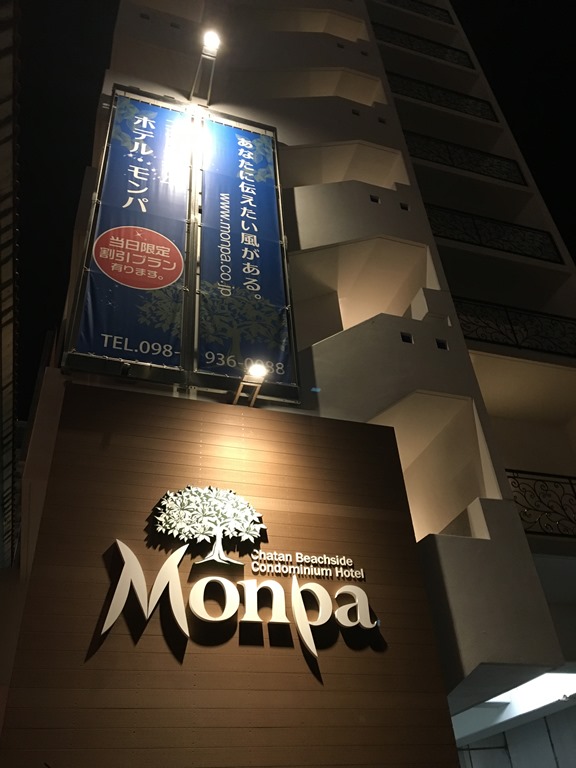 あなたに伝えたい風がある。
www.monpa.co.jp
ホテル・モンパ
当日限定
割引プラン
有ります。
TEL.098-936-0088
Chatan Beachside
Condominium Hotel
Monpa